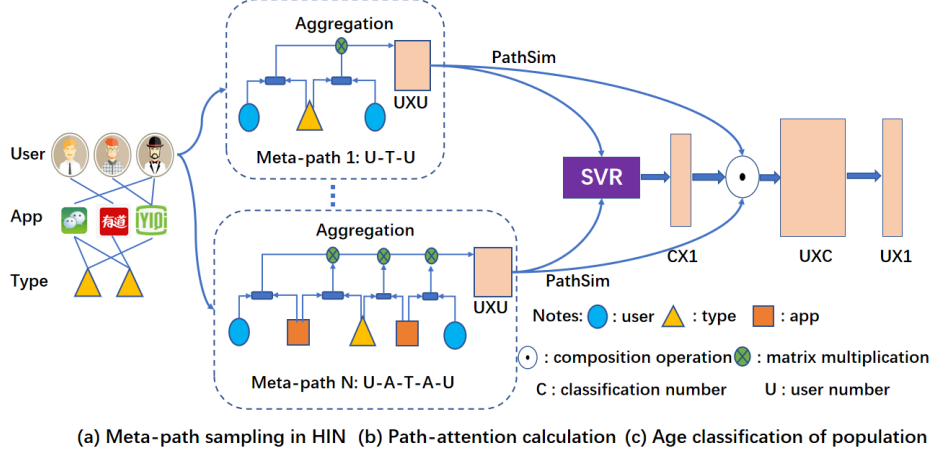 Aggregation
UXU
Meta-path 1: U-T-U
PathSim
User
App
有道
iYIPI
Type
Aggregation
UXU
Meta-path N: U-A-T-A-U
PathSim
SVR
CX1
UXC
UX1
Notes: : user : type : app
: composition operation : matrix multiplication
C : classification number U : user number
(a) Meta-path sampling in HIN (b) Path-attention calculation (c) Age classification of population